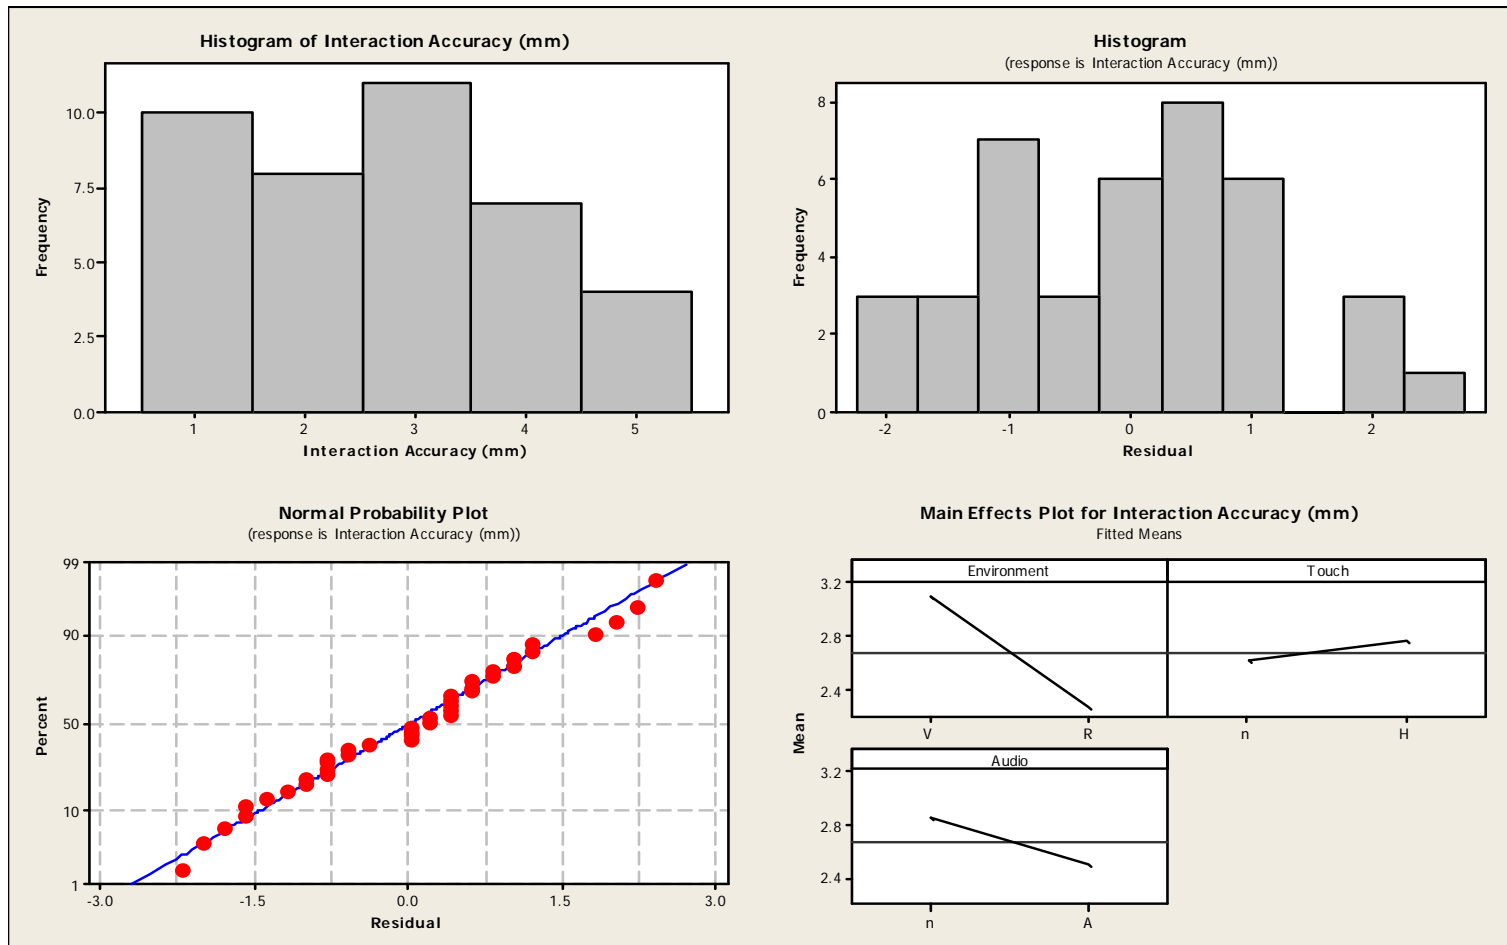 Histogram of Interaction Accuracy (mm)
Frequency
10.0
7.5
5.0
2.5
0.0
1 2 3 4 5
Interaction Accuracy (mm)
Histogram
(response is Interaction Accuracy (mm))
Frequency
8
6
4
2
0
-2 -1 0 1 2
Residual
Normal Probability Plot
(response is Interaction Accuracy (mm))
Percent
99
90
50
10
1
-3.0 -1.5 0.0 1.5 3.0
Residual
Main Effects Plot for Interaction Accuracy (mm)
Fitted Means
Mean
Environment
Touch
3.2
2.8
2.4
V R
n H
Audio
3.2
2.8
2.4
n A